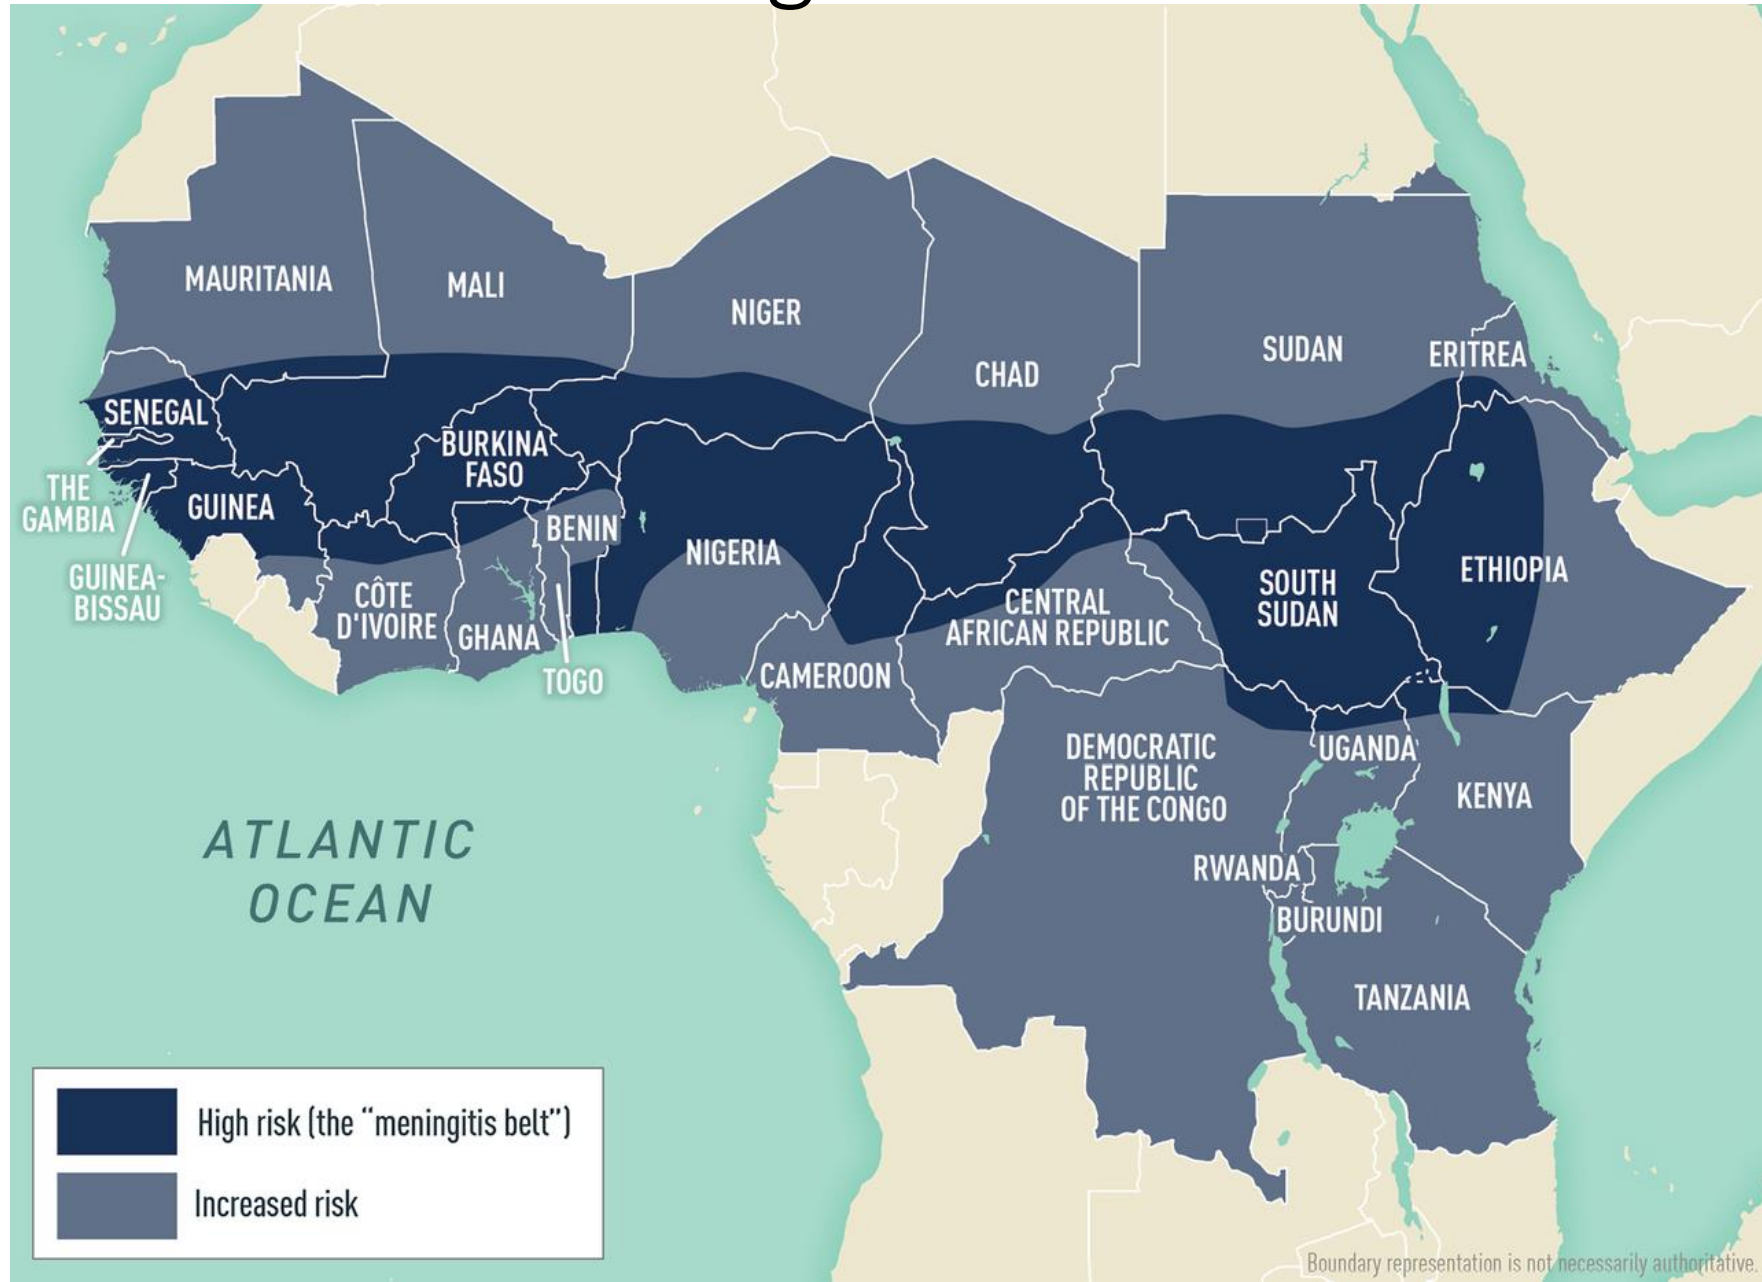 MAURITANIA
MALI
NIGER
CHAD
SUDAN
ERITREA
SENEGAL
BURKINA
FASO
THE
GAMBIA
GUINEA
GUINEA-
BISSAU
BENIN
NIGERIA
CÔTE
D'IVOIRE
GHANA
TOGO
CAMEROON
CENTRAL
AFRICAN REPUBLIC
SOUTH
SUDAN
ETHIOPIA
DEMOCRATIC
REPUBLIC
OF THE CONGO
UGANDA
KENYA
RWANDA
BURUNDI
TANZANIA
ATLANTIC
OCEAN
High risk (the “meningitis belt”)
Increased risk
Boundary representation is not necessarily authoritative.